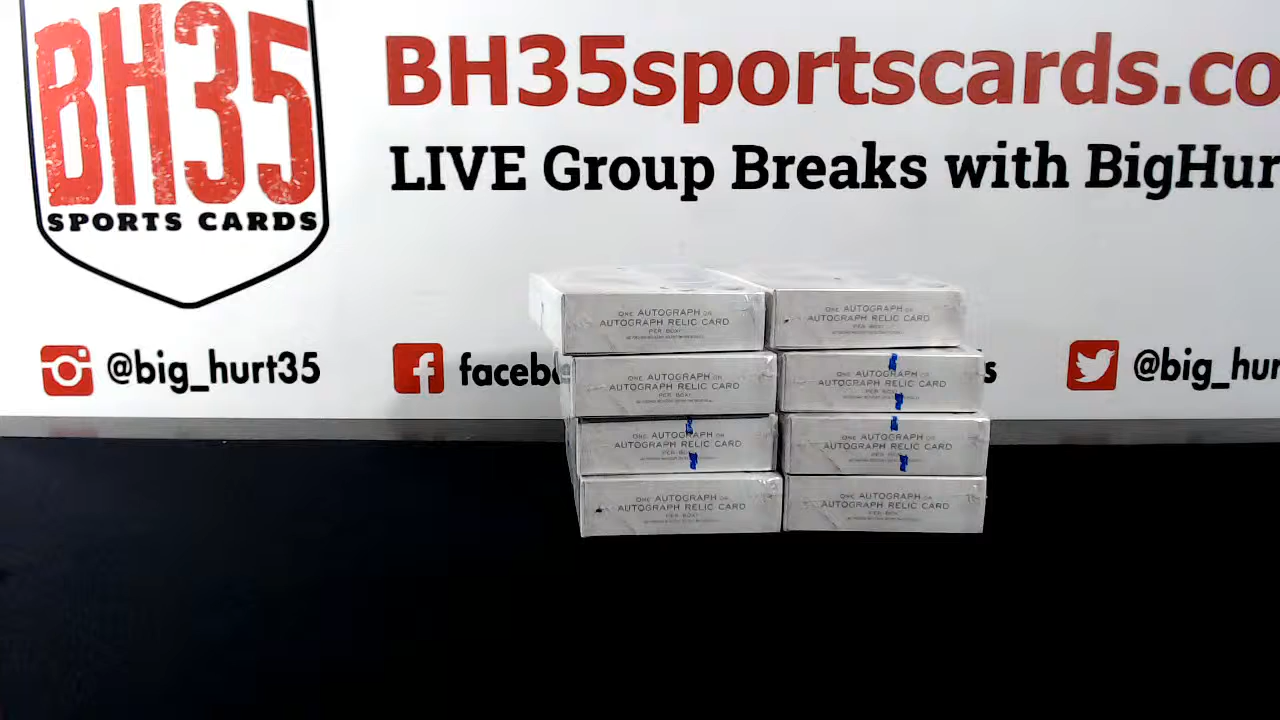 BH35
SPORTS CARDS
BH35sportscards.co
LIVE Group Breaks with BigHur
@big_hurt35
facebo
s
@big_hur
ONE AUTOGRAPH OR
AUTOGRAPH RELIC CARD
PER BOX!
ONE AUTOGRAPH OR
AUTOGRAPH RELIC CARD
PER BOX!
ONE AUTOGRAPH OR
AUTOGRAPH RELIC CARD
PER BOX!
ONE AUTOGRAPH OR
AUTOGRAPH RELIC CARD
PER BOX!
ONE AUTOGRAPH OR
AUTOGRAPH RELIC CARD
PER BOX!
ONE AUTOGRAPH OR
AUTOGRAPH RELIC CARD
PER BOX!
ONE AUTOGRAPH OR
AUTOGRAPH RELIC CARD
PER BOX!
ONE AUTOGRAPH OR
AUTOGRAPH RELIC CARD
PER BOX!